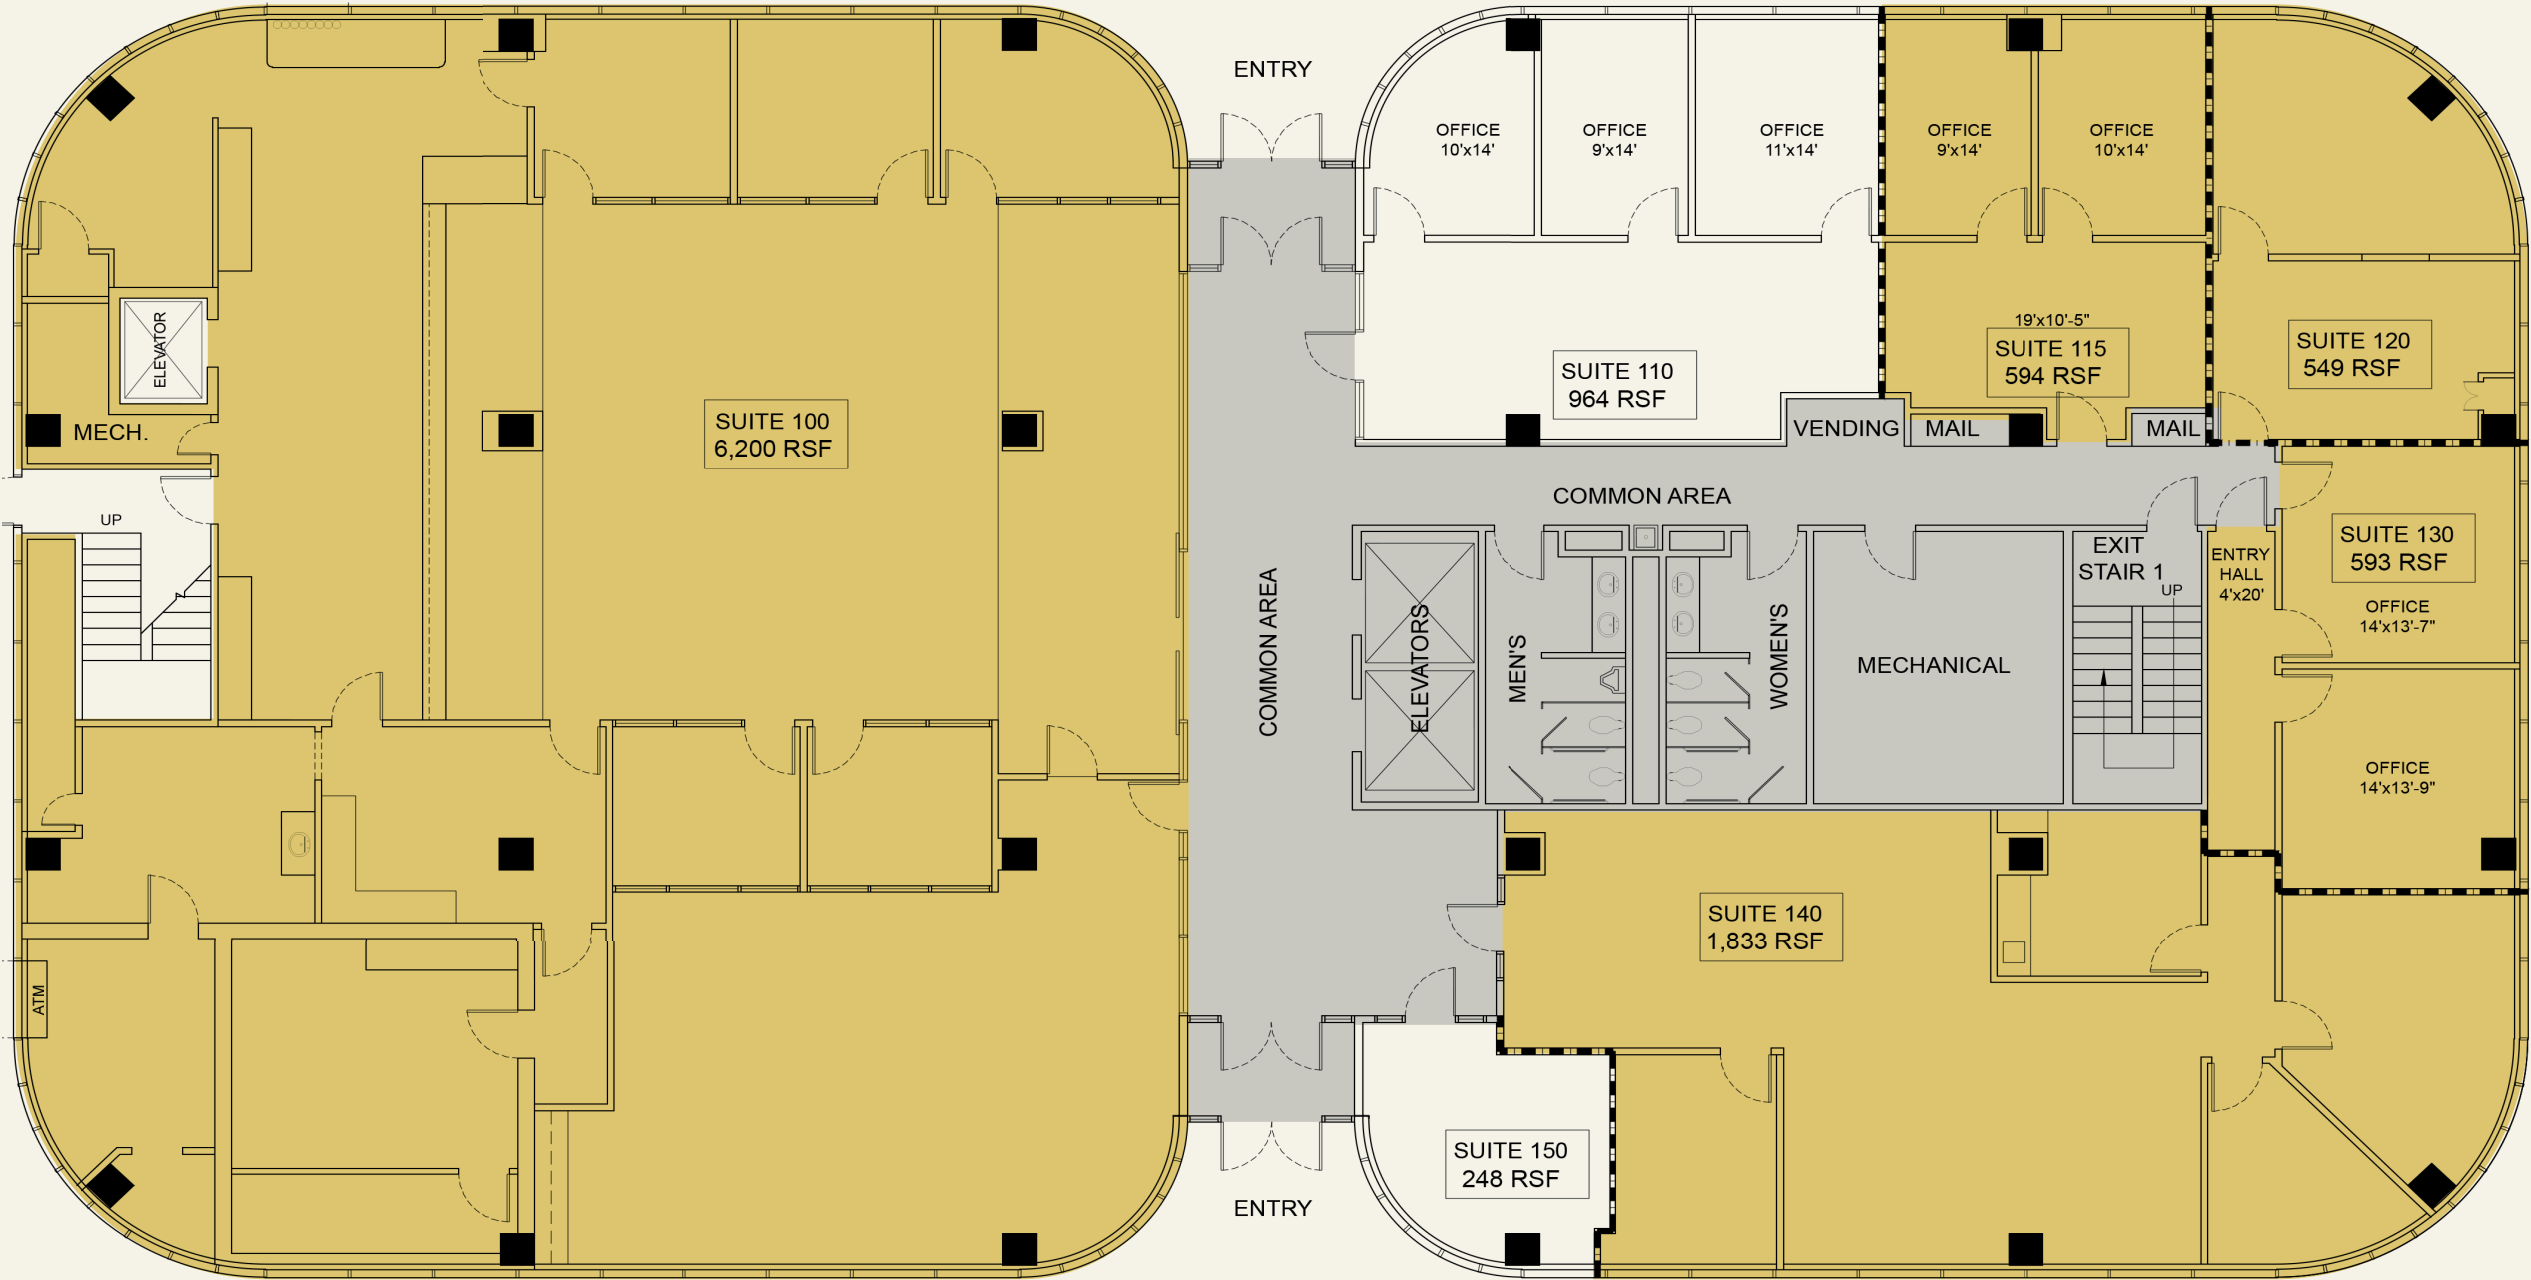 ENTRY
OFFICE
10'x14'
OFFICE
9'x14'
OFFICE
11'x14'
OFFICE
9'x14'
OFFICE
10'x14'
ELEVATOR
MECH.
UP
SUITE 100
6,200 RSF
SUITE 110
964 RSF
19'x10'-5"
SUITE 115
594 RSF
SUITE 120
549 RSF
VENDING
MAIL
MAIL
COMMON AREA
COMMON AREA
ELEVATORS
MEN'S
WOMEN'S
MECHANICAL
EXIT
STAIR 1
UP
ENTRY
HALL
4'x20'
SUITE 130
593 RSF
OFFICE
14'x13'-7"
OFFICE
14'x13'-9"
SUITE 140
1,833 RSF
ATM
SUITE 150
248 RSF
ENTRY